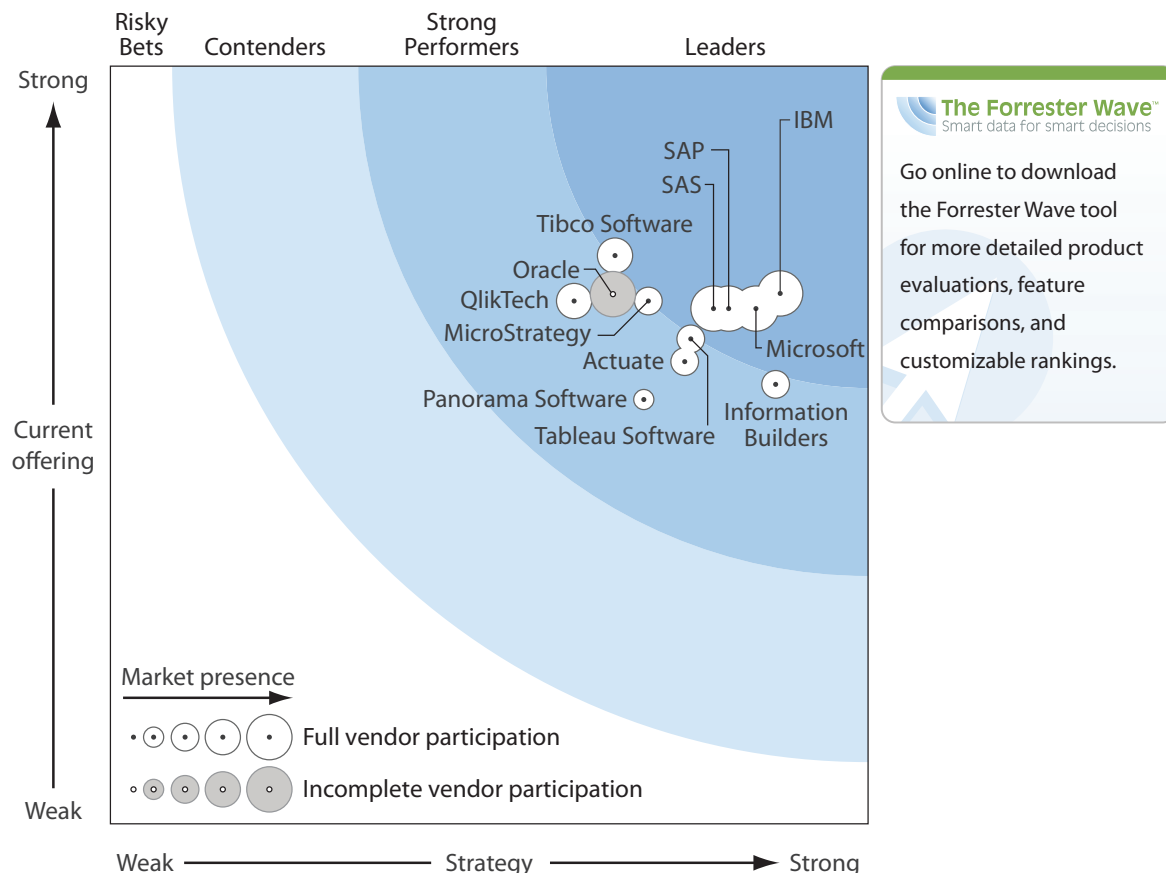 Risky
Bets
Contenders
Strong
Performers
Leaders
Strong
Current
offering
Weak
IBM
SAP
SAS
Tibco Software
Oracle
QlikTech
MicroStrategy
Microsoft
Actuate
Panorama Software
Information
Builders
Tableau Software
Market presence
Full vendor participation
Incomplete vendor participation
Weak
Strategy
Strong
The Forrester Wave™
Smart data for smart decisions
Go online to download
the Forrester Wave tool
for more detailed product
evaluations, feature
comparisons, and
customizable rankings.